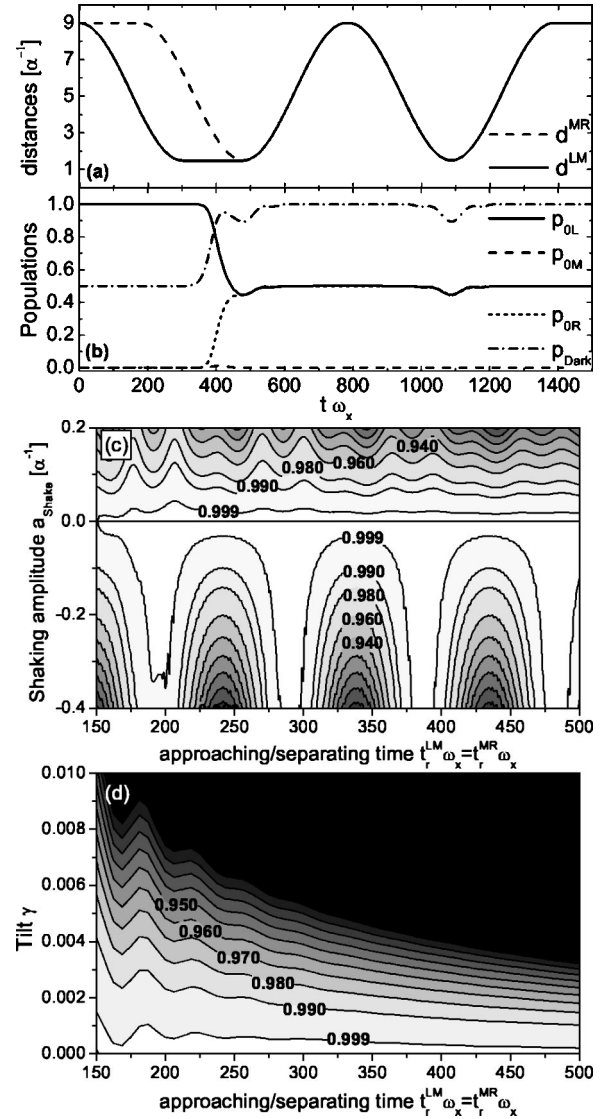 9
7
5
3
1
distances [α⁻¹]
(a)
d^MR
d^LM
1.0
0.8
0.6
0.4
0.2
0.0
Populations
(b)
p_0L
p_0M
p_0R
p_Dark
0 200 400 600 800 1000 1200 1400
t ω_x
(c)
0.2
0.0
-0.2
-0.4
Shaking amplitude a_Shake [α⁻¹]
0.940
0.980 0.960
0.990
0.999
0.999
0.990
0.980
0.960
0.940
150 200 250 300 350 400 450 500
approaching/separating time t_r^LM ω_x=t_r^MR ω_x
(d)
0.010
0.008
0.006
0.004
0.002
0.000
Tilt γ
0.950
0.960
0.970
0.980
0.990
0.999
150 200 250 300 350 400 450 500
approaching/separating time t_r^LM ω_x=t_r^MR ω_x